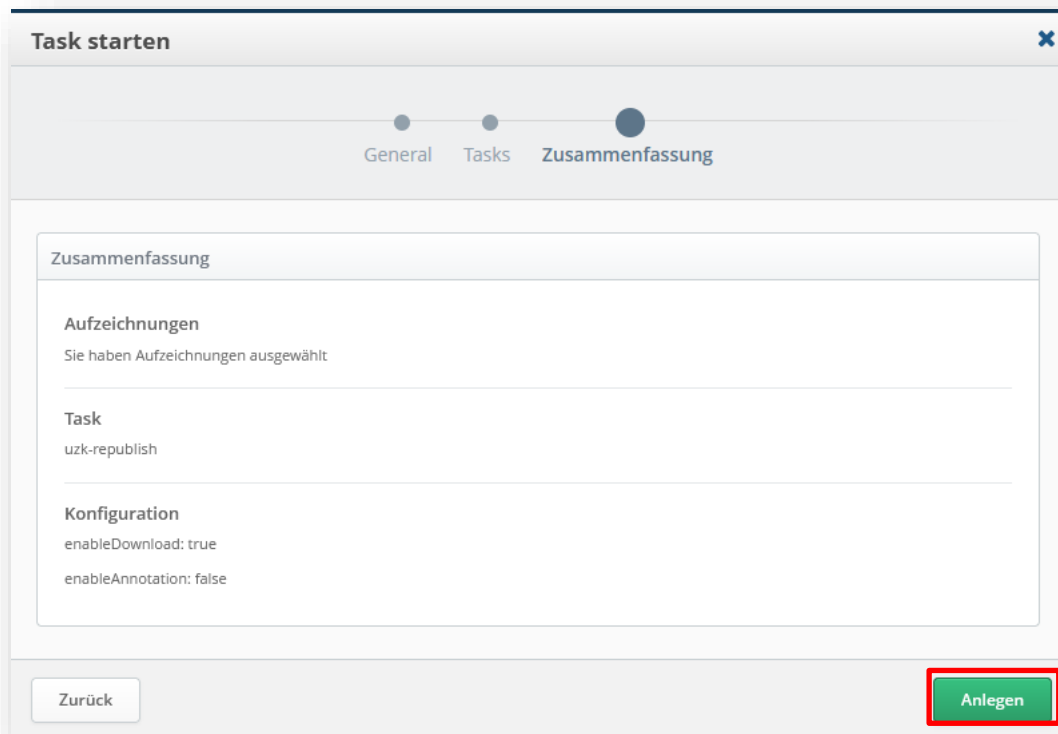 Task starten
General Tasks Zusammenfassung
Zusammenfassung
Aufzeichnungen
Sie haben Aufzeichnungen ausgewählt
Task
uzk-republish
Konfiguration
enableDownload: true
enableAnnotation: false
Zurück
Anlegen